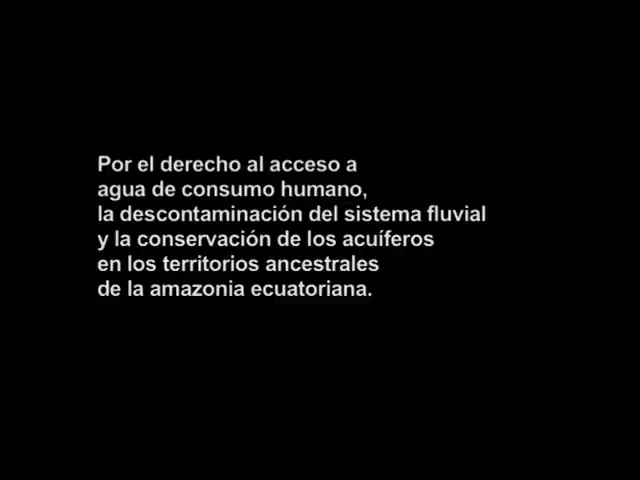 Por el derecho al acceso a
agua de consumo humano,
la descontaminación del sistema fluvial
y la conservación de los acuíferos
en los territorios ancestrales
de la amazonia ecuatoriana.